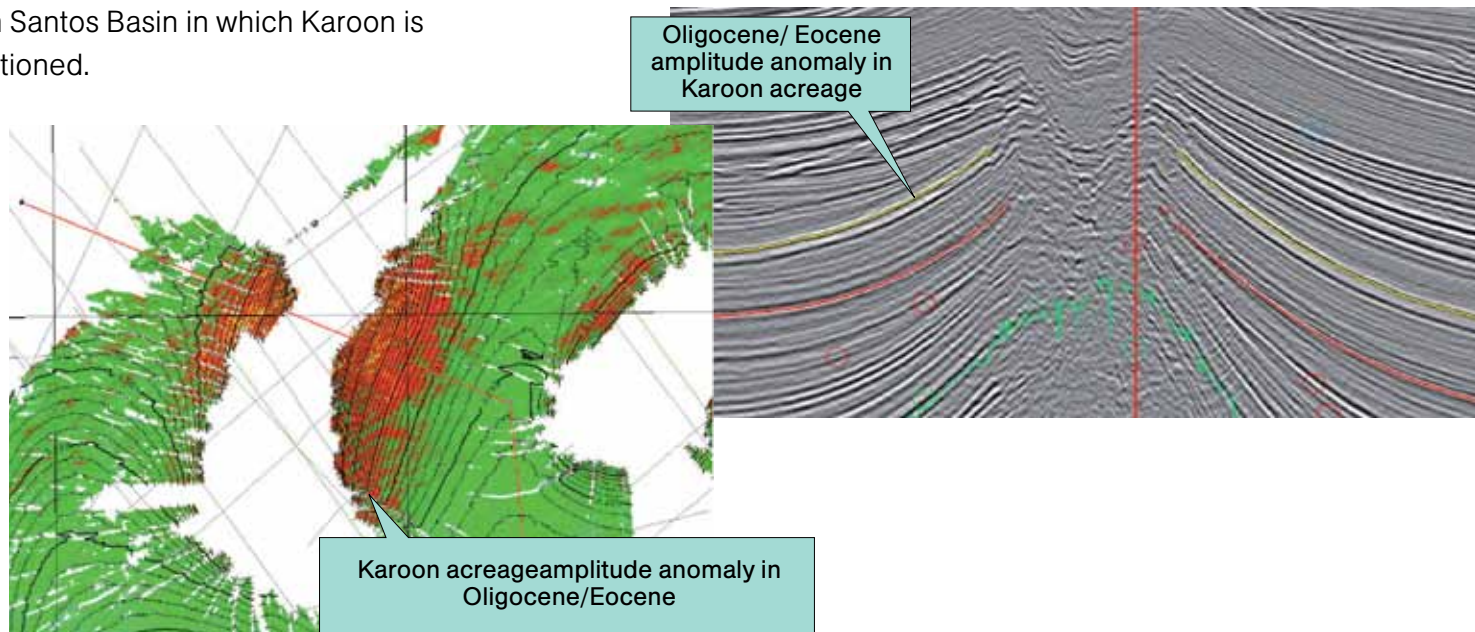 Santos Basin in which Karoon is
tioned.
Oligocene/ Eocene
amplitude anomaly in
Karoon acreage
Karoon acreageamplitude anomaly in
Oligocene/Eocene